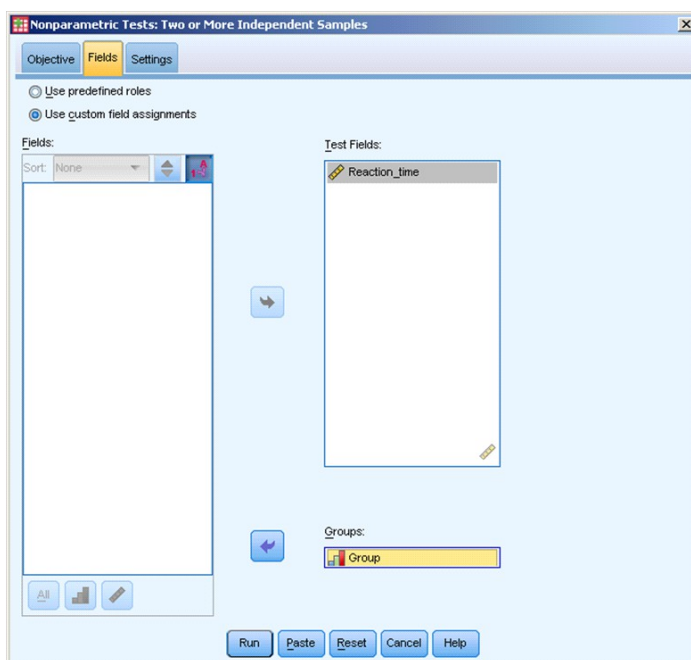 Nonparametric Tests: Two or More Independent Samples
Objective Fields Settings
Use predefined roles
Use custom field assignments
Fields:
Sort: None
Test Fields:
Reaction_time
Groups:
Group
All
Run Paste Reset Cancel Help